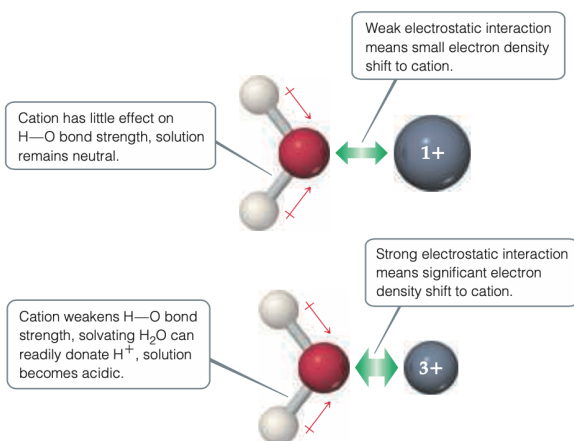 Weak electrostatic interaction
means small electron density
shift to cation.
Cation has little effect on
H—O bond strength, solution
remains neutral.
1+
Strong electrostatic interaction
means significant electron
density shift to cation.
Cation weakens H—O bond
strength, solvating H₂O can
readily donate H⁺, solution
becomes acidic.
3+